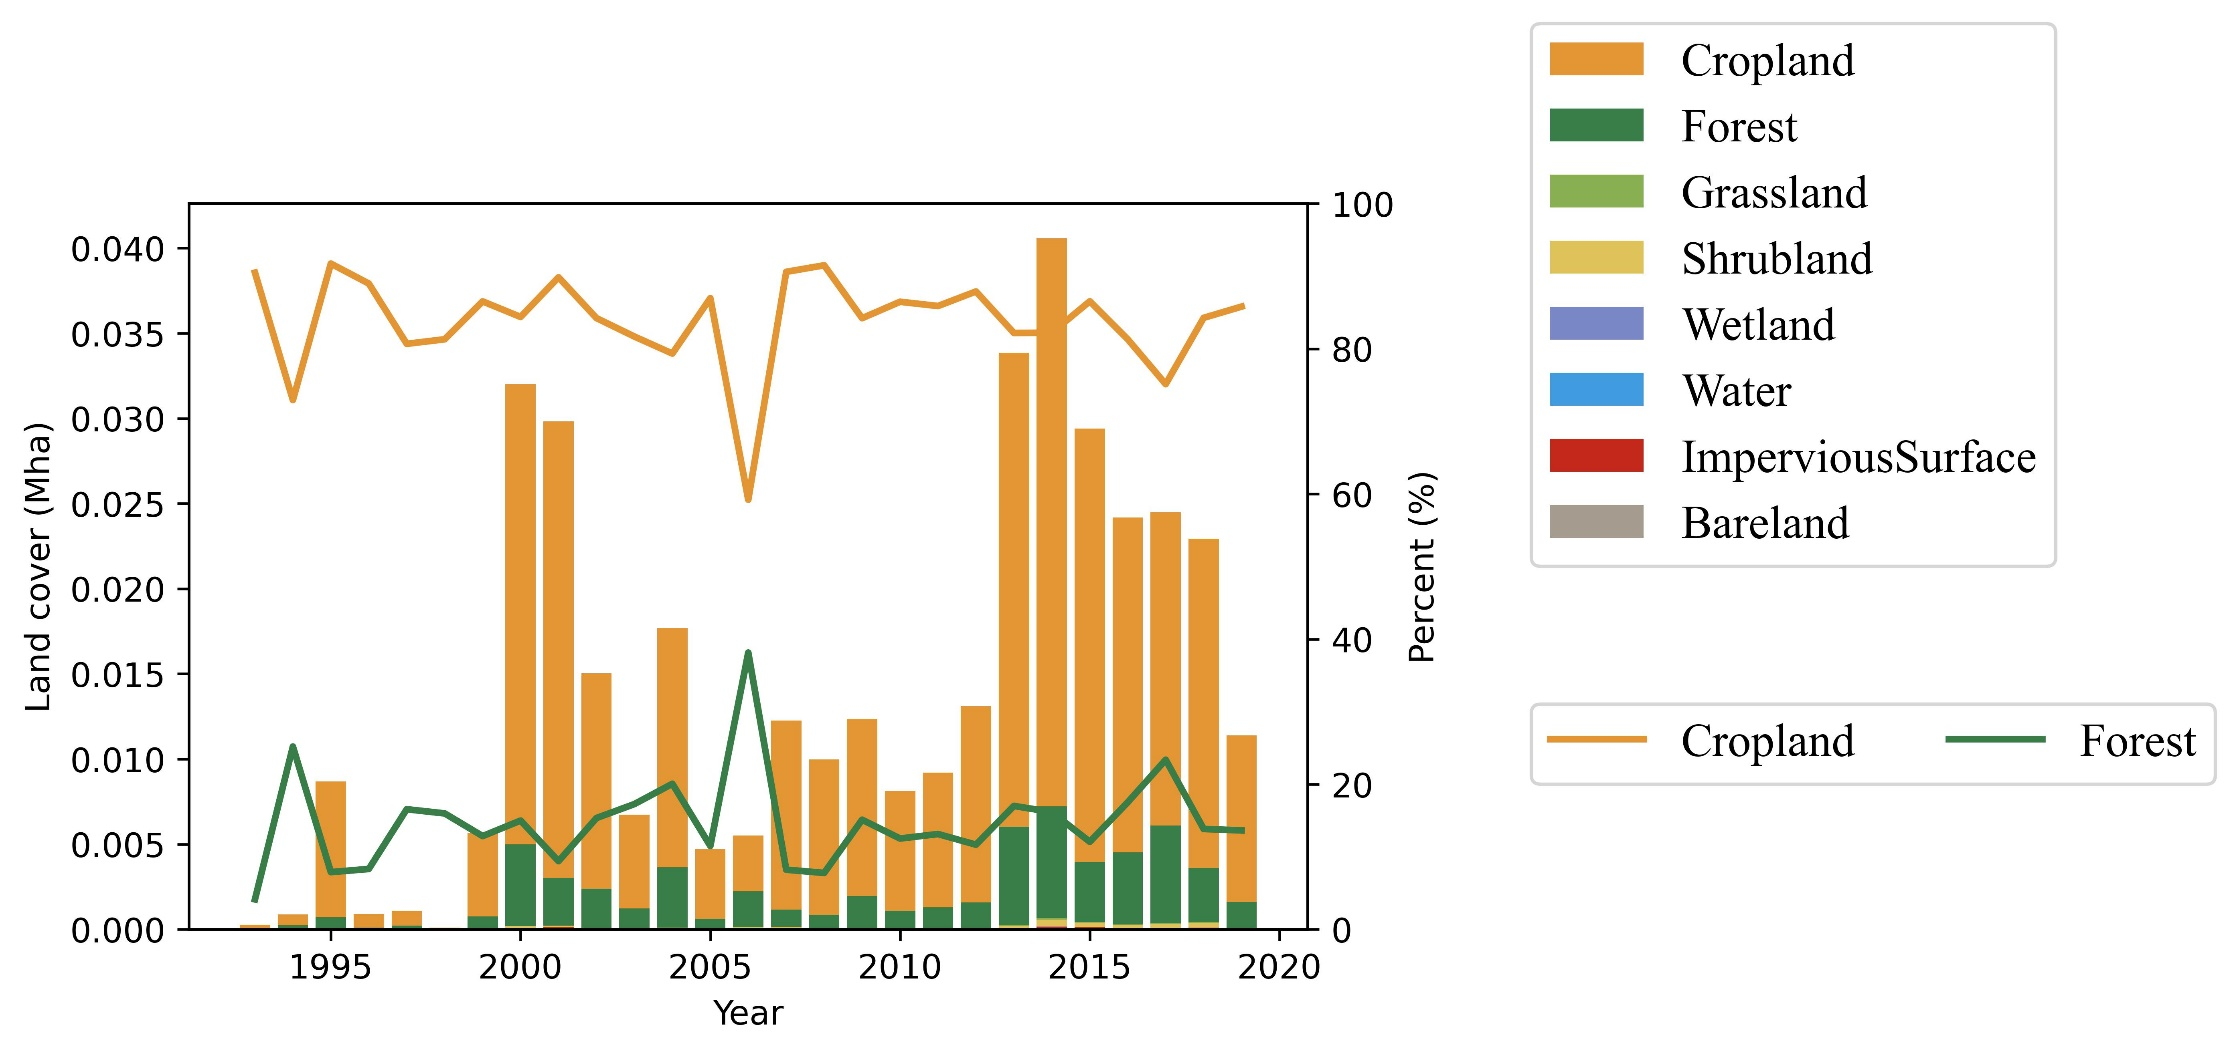 Cropland
Forest
Grassland
Shrubland
Wetland
Water
ImperviousSurface
Bareland
Cropland Forest
Land cover (Mha)
0.040
0.035
0.030
0.025
0.020
0.015
0.010
0.005
0.000
100
80
60
40
20
0
Percent (%)
1995 2000 2005 2010 2015 2020
Year